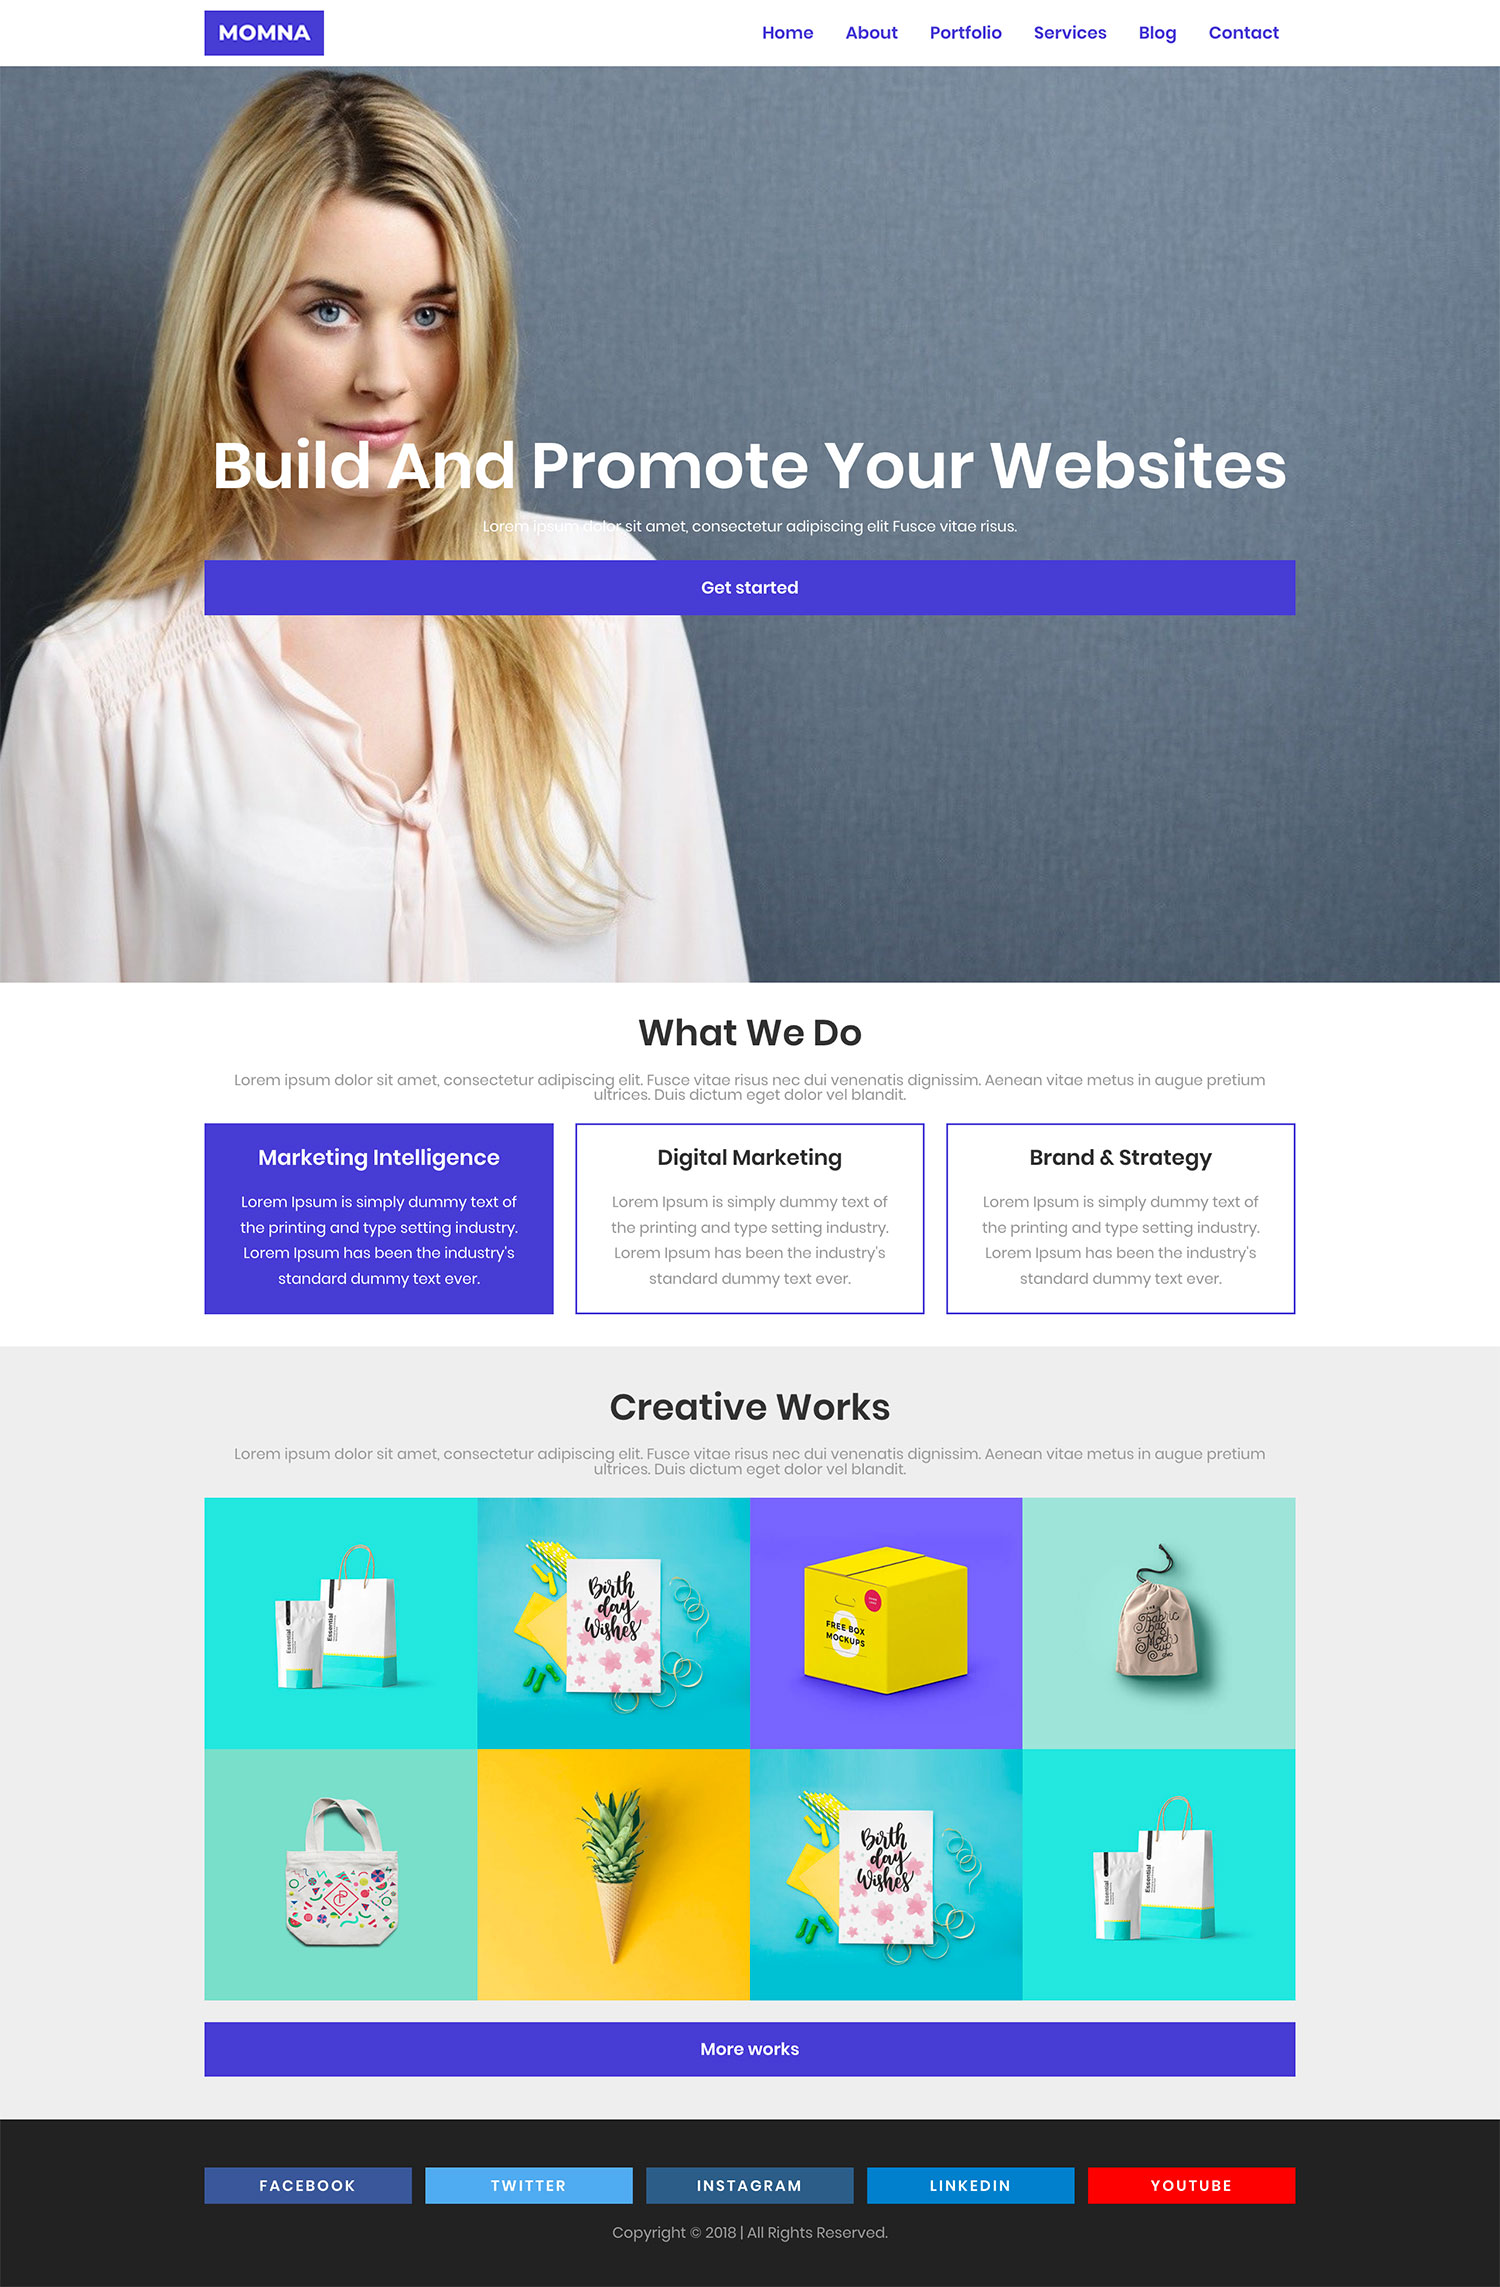 MOMNA
Home About Portfolio Services Blog Contact
Build And Promote Your Websites
Lorem ipsum dolor sit amet, consectetur adipiscing elit Fusce vitae risus.
Get started
What We Do
Lorem ipsum dolor sit amet, consectetur adipiscing elit. Fusce vitae risus nec dui venenatis dignissim. Aenean vitae metus in augue pretium
ultrices. Duis dictum eget dolor vel blandit.
Marketing Intelligence
Lorem Ipsum is simply dummy text of
the printing and type setting industry.
Lorem Ipsum has been the industry's
standard dummy text ever.
Digital Marketing
Lorem Ipsum is simply dummy text of
the printing and type setting industry.
Lorem Ipsum has been the industry's
standard dummy text ever.
Brand & Strategy
Lorem Ipsum is simply dummy text of
the printing and type setting industry.
Lorem Ipsum has been the industry's
standard dummy text ever.
Creative Works
Lorem ipsum dolor sit amet, consectetur adipiscing elit. Fusce vitae risus nec dui venenatis dignissim. Aenean vitae metus in augue pretium
ultrices. Duis dictum eget dolor vel blandit.
Essential
Essential
Birth
day
Wishes
FREE BOX
MOCKUPS
THE
Fabric
bag
Mock
up
Birth
day
Wishes
Essential
Essential
More works
FACEBOOK
TWITTER
INSTAGRAM
LINKEDIN
YOUTUBE
Copyright © 2018 | All Rights Reserved.